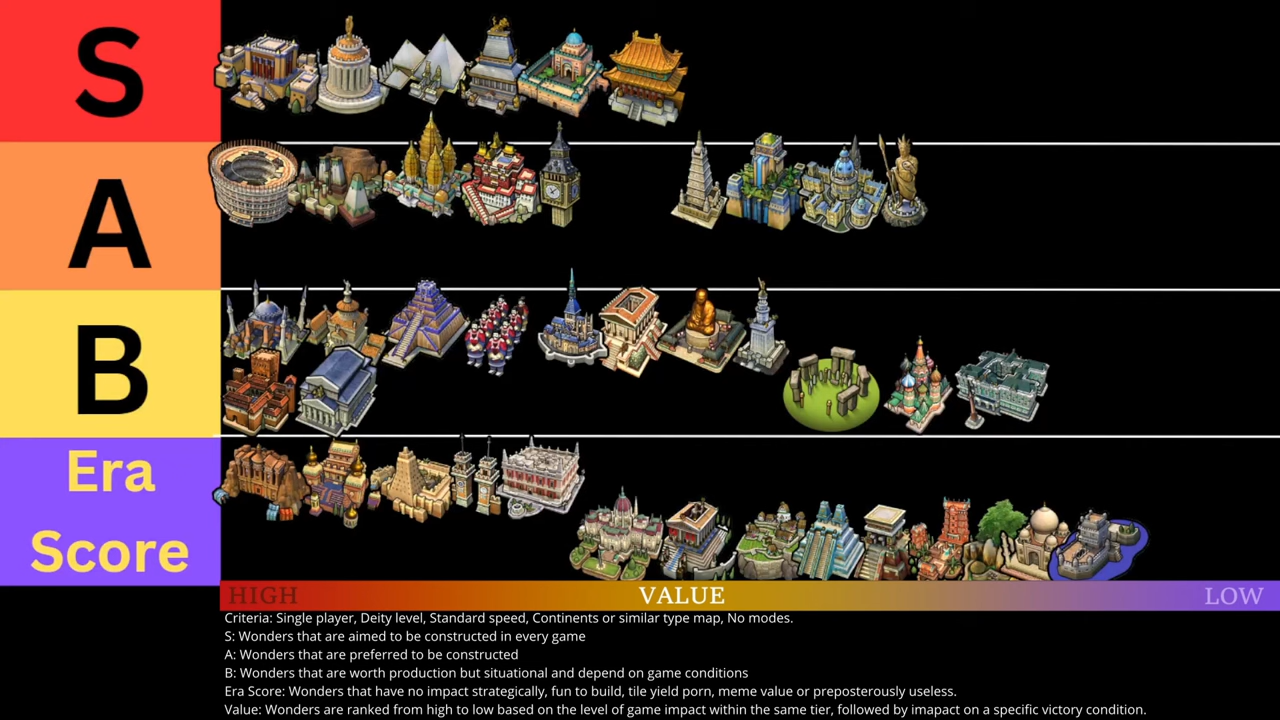 S
A
B
Era
Score
HIGH VALUE LOW
Criteria: Single player, Deity level, Standard speed, Continents or similar type map, No modes.
S: Wonders that are aimed to be constructed in every game
A: Wonders that are preferred to be constructed
B: Wonders that are worth production but situational and depend on game conditions
Era Score: Wonders that have no impact strategically, fun to build, tile yield porn, meme value or preposterously useless.
Value: Wonders are ranked from high to low based on the level of game impact within the same tier, followed by imapact on a specific victory condition.